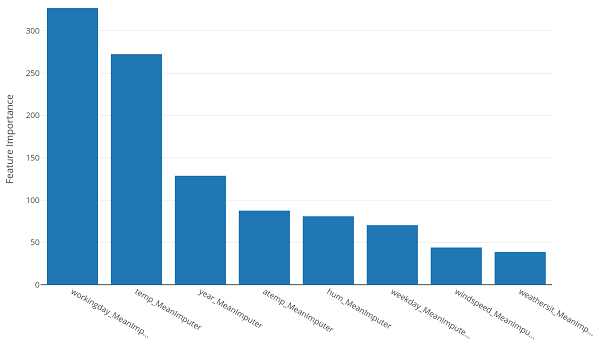 Feature Importance
300
250
200
150
100
50
0
workingday_MeanImp...
temp_MeanImputer
year_MeanImputer
atemp_MeanImputer
hum_MeanImputer
weekday_MeanImpute...
windspeed_MeanImpu...
weathersit_MeanImp...